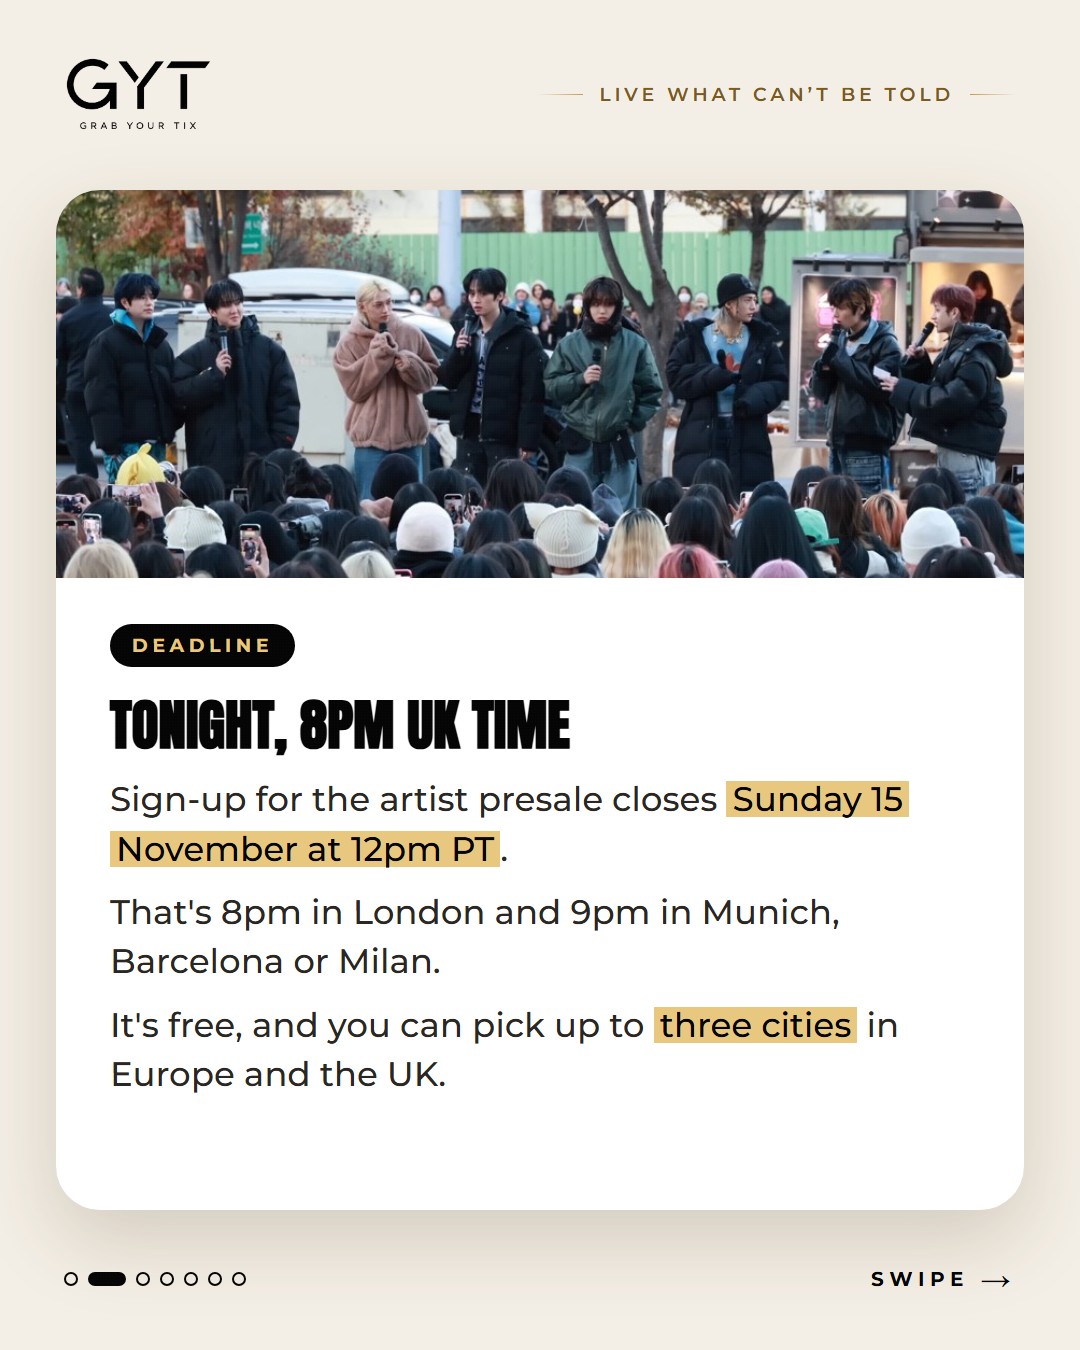 GYT
GRAB YOUR TIX
LIVE WHAT CAN’T BE TOLD
DEADLINE
TONIGHT, 8PM UK TIME
Sign-up for the artist presale closes Sunday 15
November at 12pm PT.
That's 8pm in London and 9pm in Munich,
Barcelona or Milan.
It's free, and you can pick up to three cities in
Europe and the UK.
SWIPE →